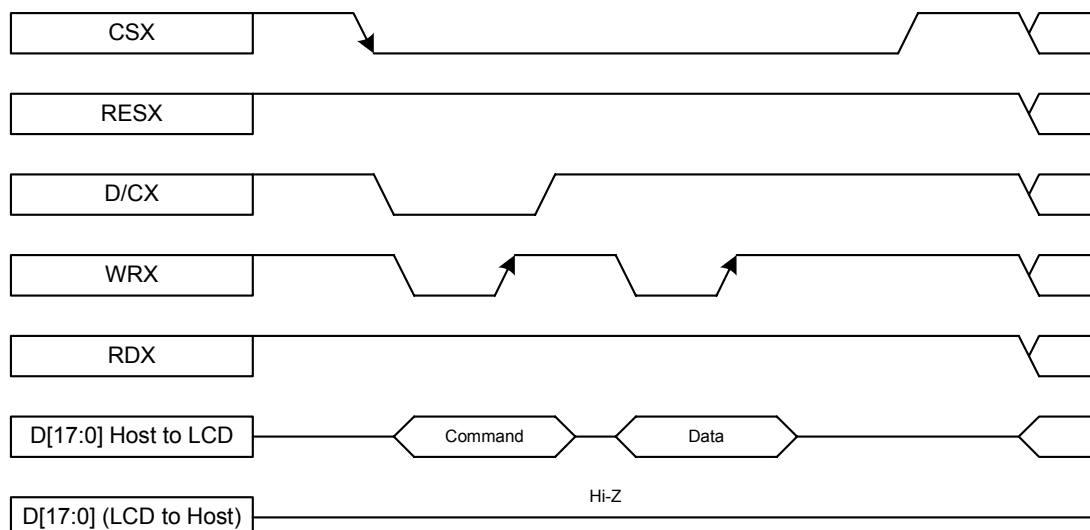 CSX
RESX
D/CX
WRX
RDX
D[17:0] Host to LCD
Command
Data
Hi-Z
D[17:0] (LCD to Host)